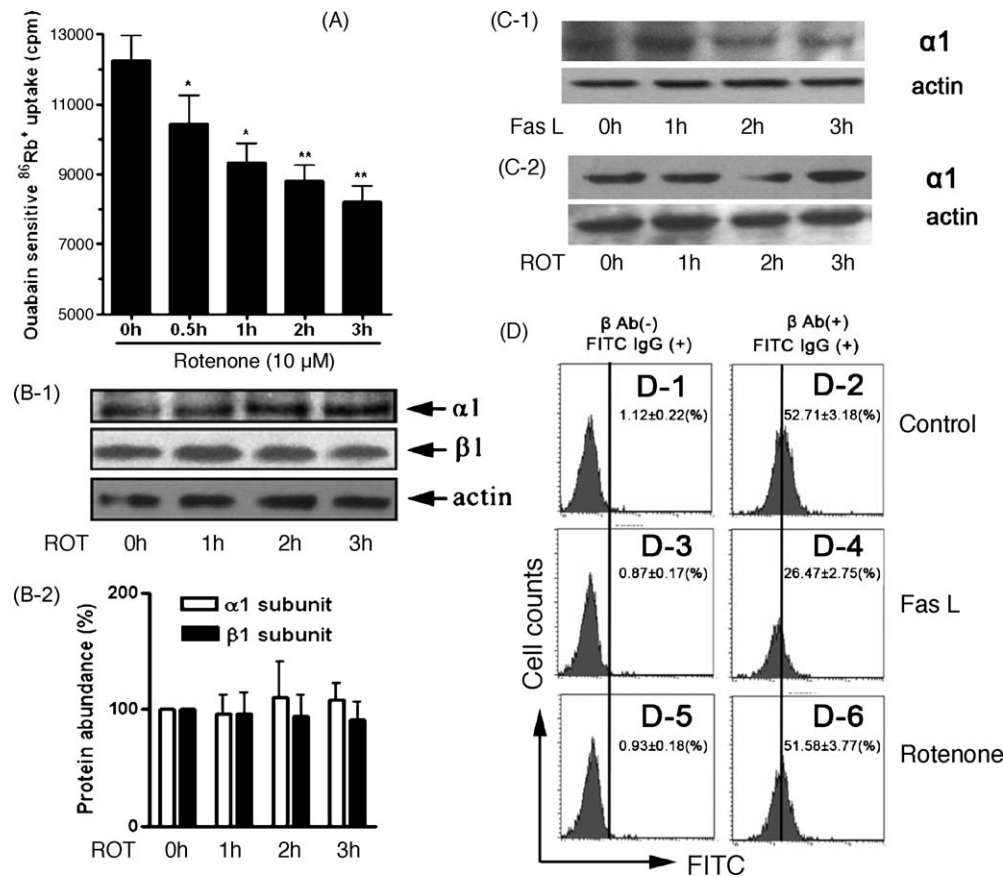 (A)
Ouabain sensitive ⁸⁶Rb⁺ uptake (cpm)
13000
11000
9000
7000
5000
*
*
**
**
0h 0.5h 1h 2h 3h
Rotenone (10 μM)
(B-1)
α1
β1
actin
ROT 0h 1h 2h 3h
(B-2)
Protein abundance (%)
200
100
0
α1 subunit
β1 subunit
ROT 0h 1h 2h 3h
(C-1)
α1
actin
Fas L 0h 1h 2h 3h
(C-2)
α1
actin
ROT 0h 1h 2h 3h
(D)
β Ab(-) β Ab(+)
FITC IgG (+) FITC IgG (+)
D-1 D-2
1.12±0.22(%) 52.71±3.18(%)
Control
D-3 D-4
0.87±0.17(%) 26.47±2.75(%)
Fas L
D-5 D-6
0.93±0.18(%) 51.58±3.77(%)
Rotenone
Cell counts
FITC